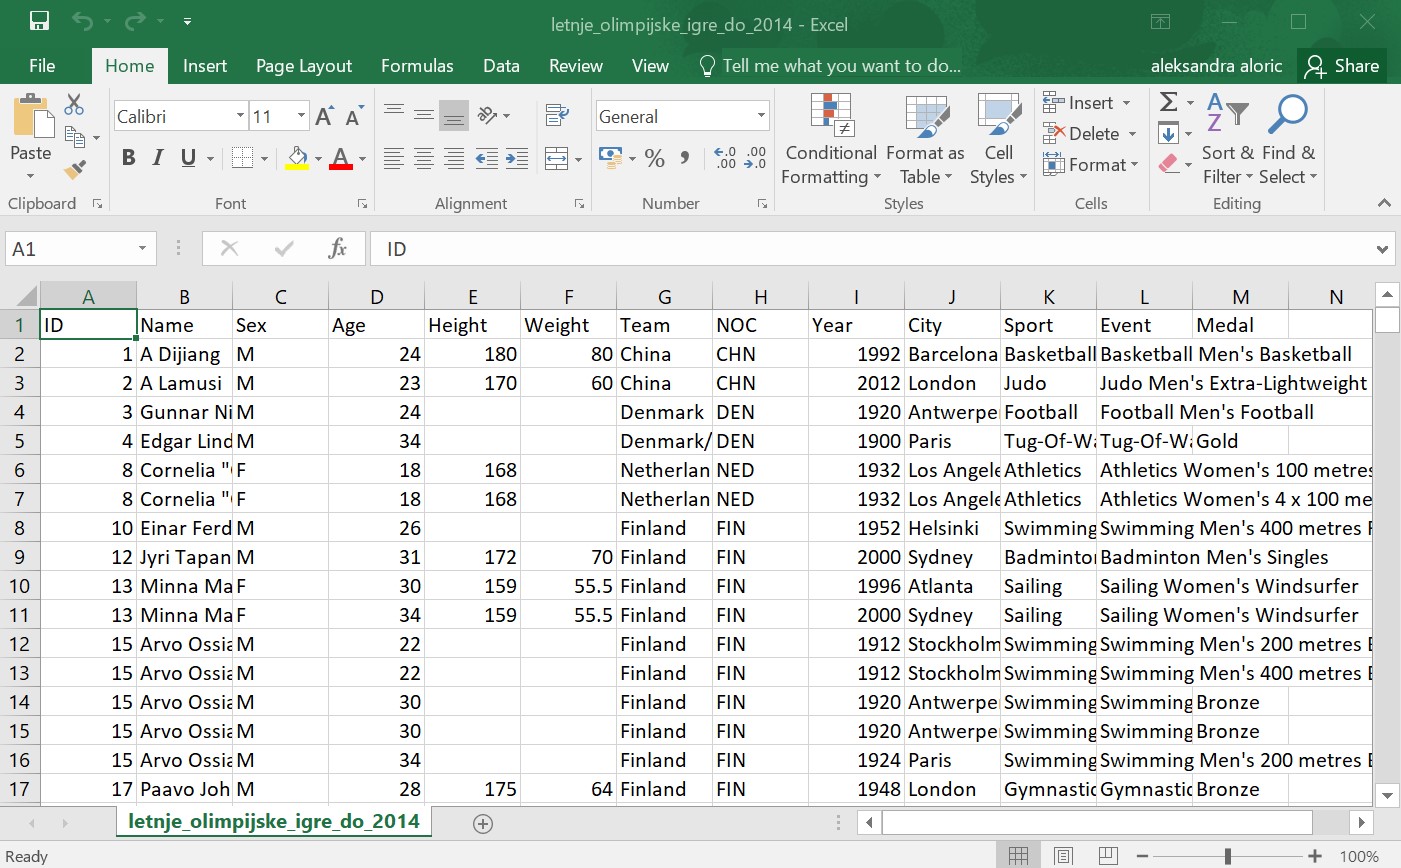 letnje_olimpijske_igre_do_2014 - Excel
File Home Insert Page Layout Formulas Data Review View Tell me what you want to do... aleksandra aloric Share
Calibri 11 General
Paste
Conditional Formatting Format as Table Cell Styles
Insert
Delete
Format
Sort & Filter Find & Select
Clipboard Font Alignment Number Styles Cells Editing
A1 fx ID
A B C D E F G H I J K L M N
1 ID Name Sex Age Height Weight Team NOC Year City Sport Event Medal
2 1 A Dijiang M 24 180 80 China CHN 1992 Barcelona Basketball Basketball Men's Basketball
3 2 A Lamusi M 23 170 60 China CHN 2012 London Judo Judo Men's Extra-Lightweight
4 3 Gunnar Ni M 24 Denmark DEN 1920 Antwerpe Football Football Men's Football
5 4 Edgar Lind M 34 Denmark/ DEN 1900 Paris Tug-Of-Wa Tug-Of-Wa Gold
6 8 Cornelia "C F 18 168 Netherlan NED 1932 Los Angele Athletics Athletics Women's 100 metres
7 8 Cornelia "C F 18 168 Netherlan NED 1932 Los Angele Athletics Athletics Women's 4 x 100 me
8 10 Einar Ferd M 26 Finland FIN 1952 Helsinki Swimming Swimming Men's 400 metres F
9 12 Jyri Tapan M 31 172 70 Finland FIN 2000 Sydney Badminton Badminton Men's Singles
10 13 Minna Ma F 30 159 55.5 Finland FIN 1996 Atlanta Sailing Sailing Women's Windsurfer
11 13 Minna Ma F 34 159 55.5 Finland FIN 2000 Sydney Sailing Sailing Women's Windsurfer
12 15 Arvo Ossia M 22 Finland FIN 1912 Stockholm Swimming Swimming Men's 200 metres B
13 15 Arvo Ossia M 22 Finland FIN 1912 Stockholm Swimming Swimming Men's 400 metres B
14 15 Arvo Ossia M 30 Finland FIN 1920 Antwerpe Swimming Swimming Bronze
15 15 Arvo Ossia M 30 Finland FIN 1920 Antwerpe Swimming Swimming Bronze
16 15 Arvo Ossia M 34 Finland FIN 1924 Paris Swimming Swimming Men's 200 metres B
17 17 Paavo Joh M 28 175 64 Finland FIN 1948 London Gymnastic Gymnastic Bronze
letnje_olimpijske_igre_do_2014
Ready 100%